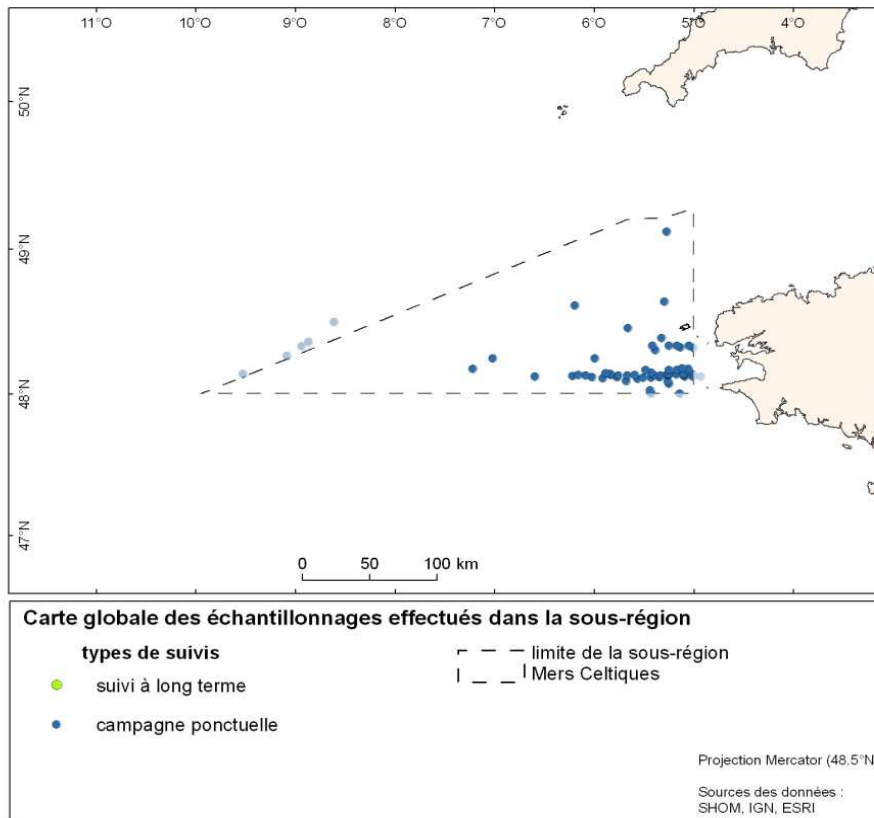 11°O 10°O 9°O 8°O 7°O 6°O 5°O 4°O
50°N
49°N
48°N
47°N
0 50 100 km
Carte globale des échantillonnages effectués dans la sous-région
types de suivis
suivi à long terme
campagne ponctuelle
limite de la sous-région
Mers Celtiques
Projection Mercator (48.5°N
Sources des données :
SHOM, IGN, ESRI